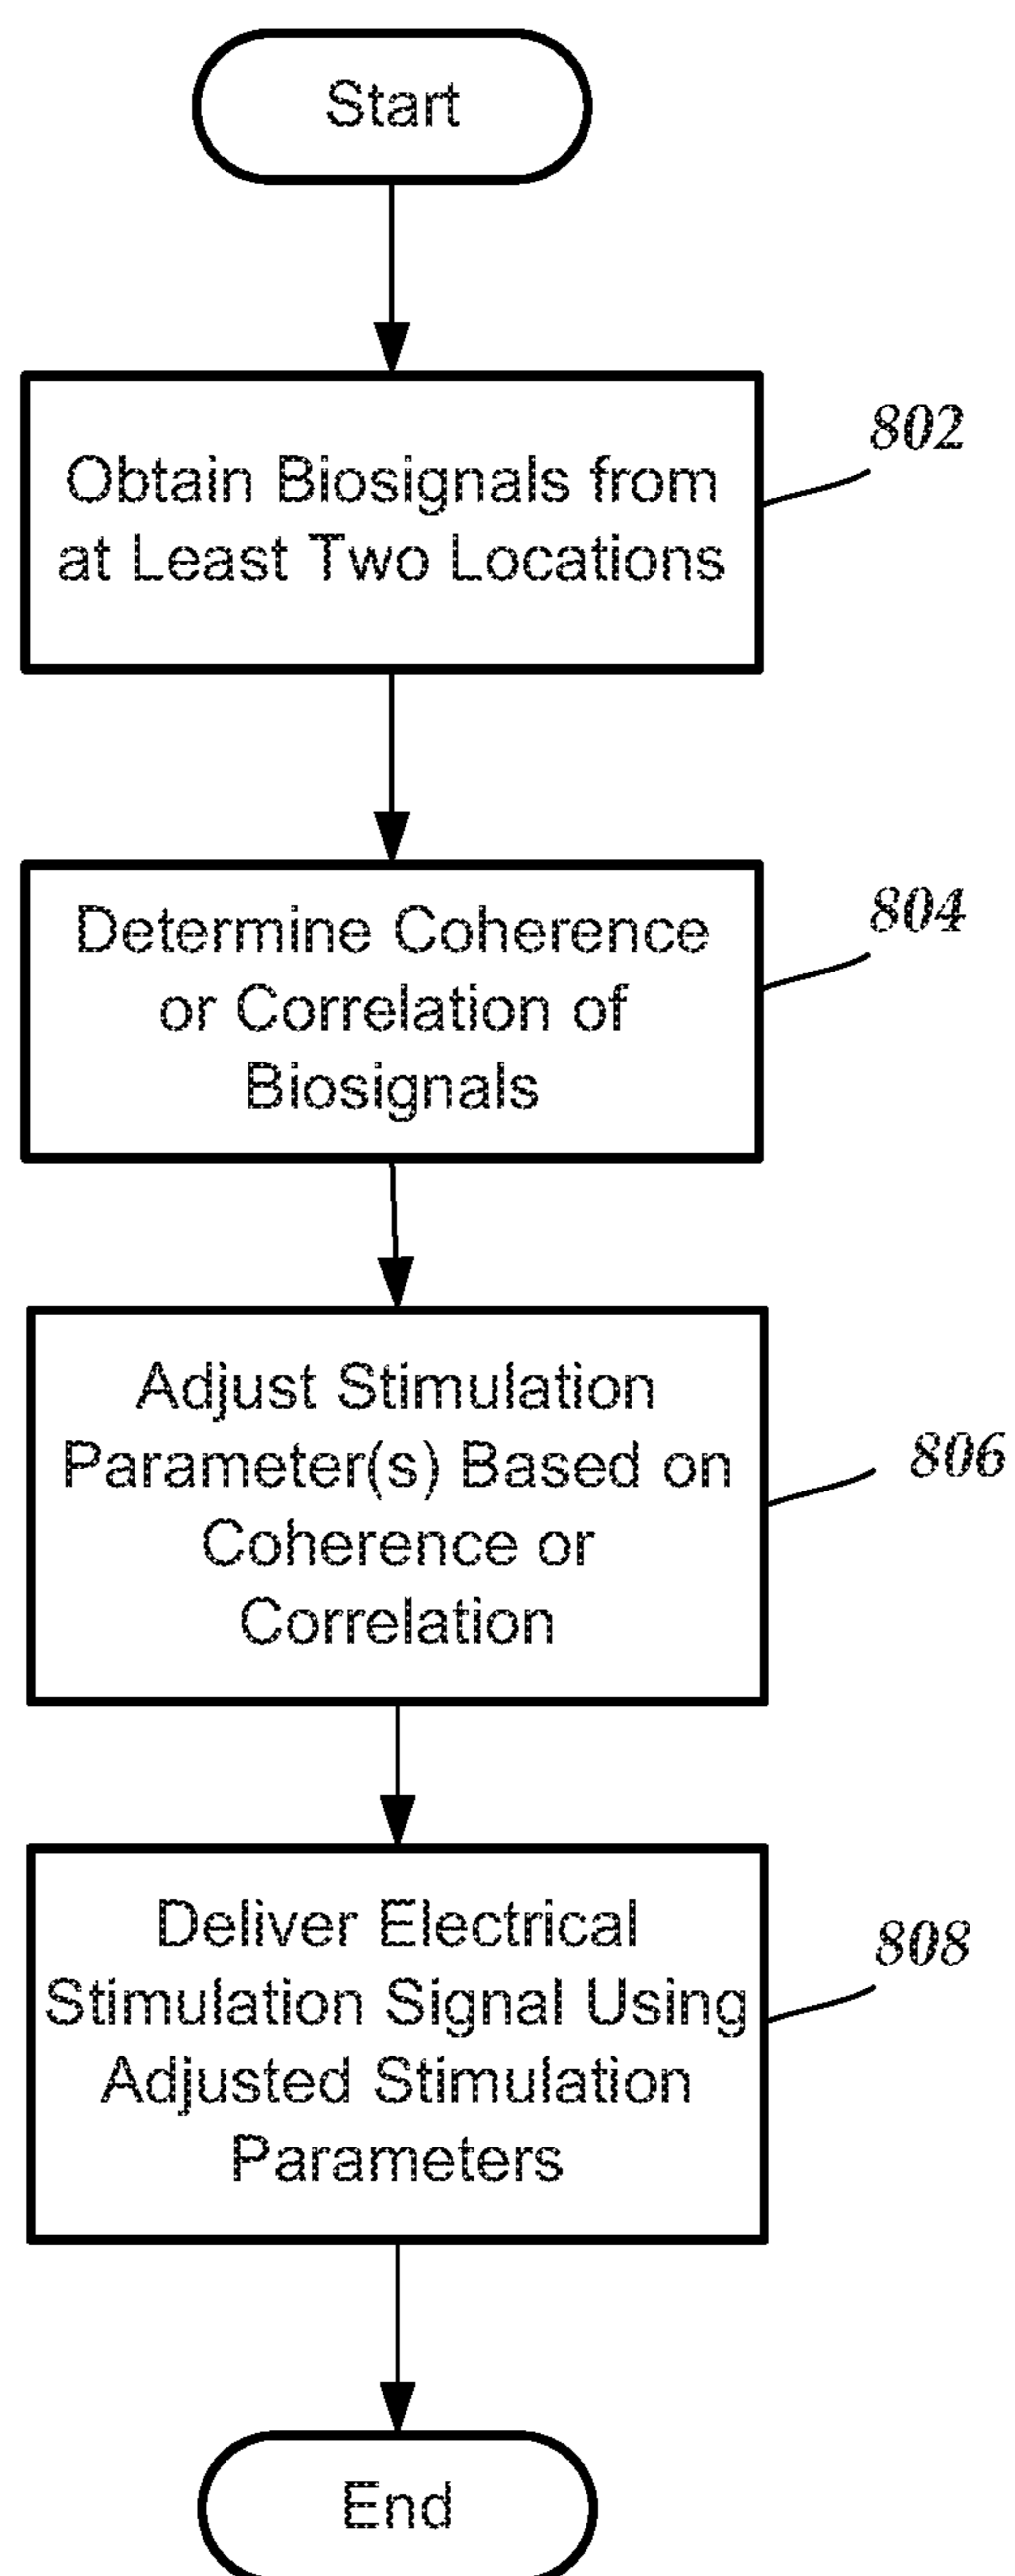 Start
802
Obtain Biosignals from
at Least Two Locations
804
Determine Coherence
or Correlation of
Biosignals
806
Adjust Stimulation
Parameter(s) Based on
Coherence or
Correlation
808
Deliver Electrical
Stimulation Signal Using
Adjusted Stimulation
Parameters
End